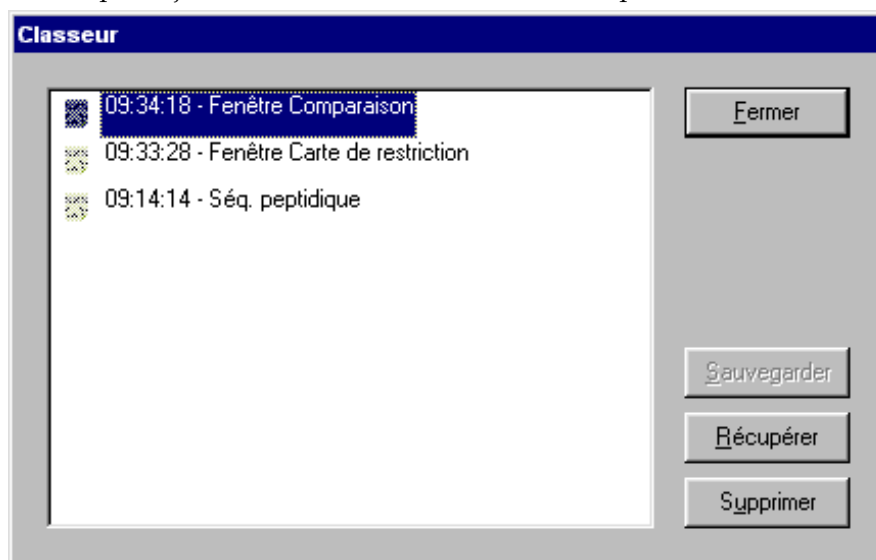 Classeur
09:34:18 - Fenêtre Comparaison
09:33:28 - Fenêtre Carte de restriction
09:14:14 - Séq. peptidique
Fermer
Sauvegarder
Récupérer
Supprimer